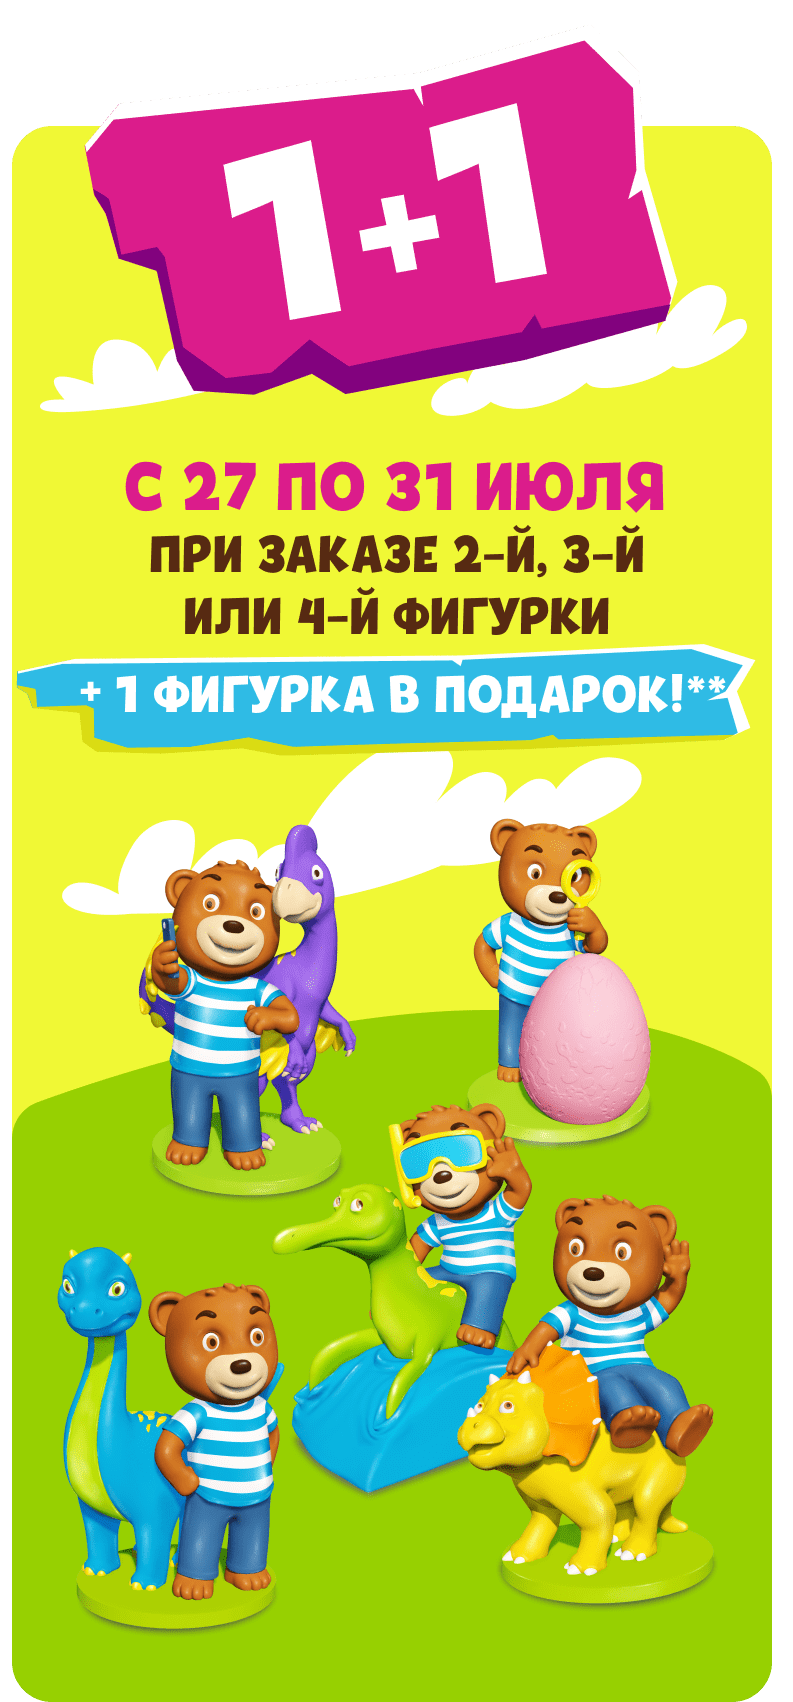 1+1
С 27 ПО 31 ИЮЛЯ
ПРИ ЗАКАЗЕ 2-Й, 3-Й
ИЛИ 4-Й ФИГУРКИ
+ 1 ФИГУРКА В ПОДАРОК!**